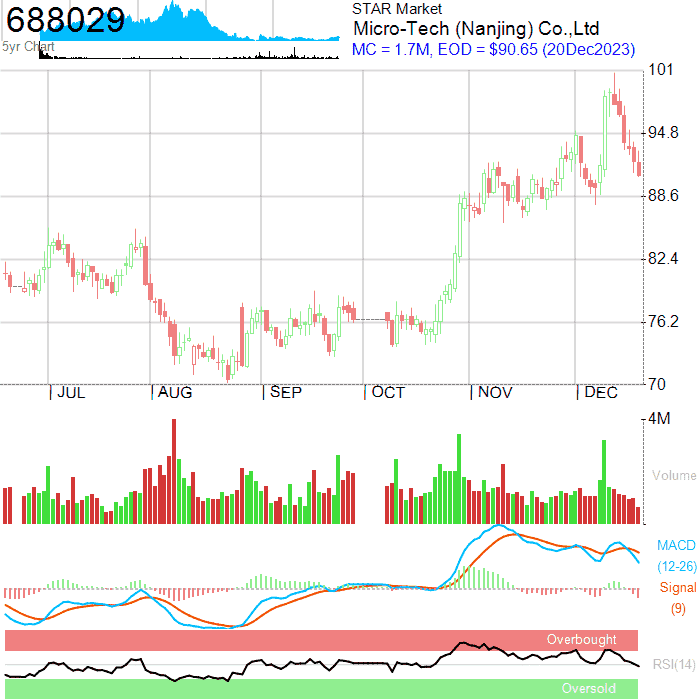 688029
5yr Chart
STAR Market
Micro-Tech (Nanjing) Co.,Ltd
MC = 1.7M, EOD = $90.65 (20Dec2023)
101
94.8
88.6
82.4
76.2
70
JUL AUG SEP OCT NOV DEC
4M
Volume
MACD
(12-26)
Signal
(9)
Overbought
RSI(14)
Oversold